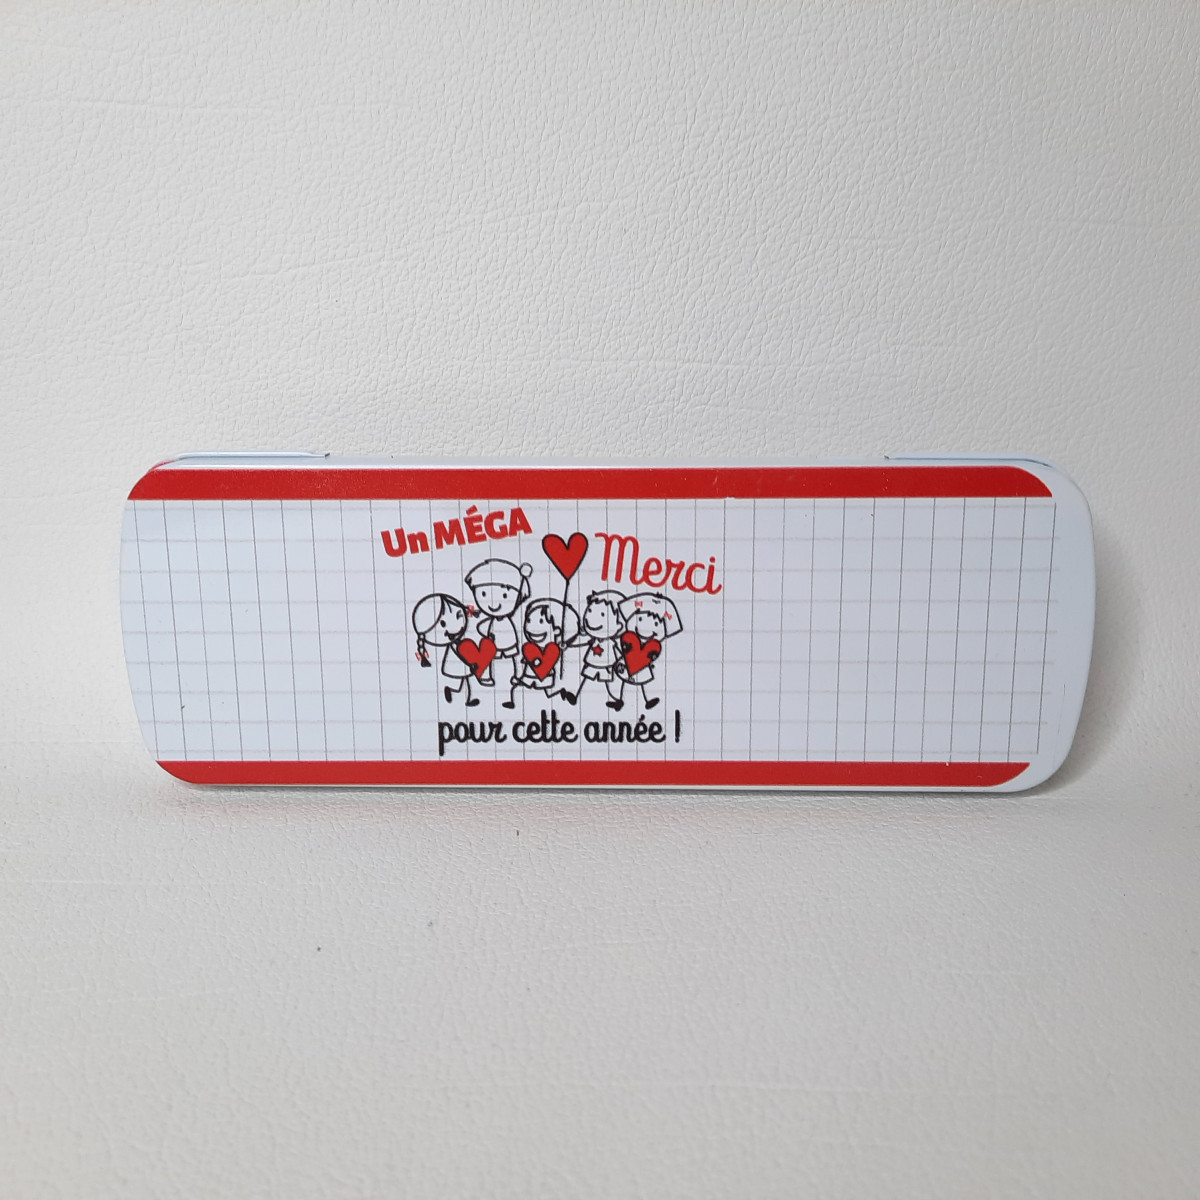 Un MÉGA
Merci
pour cette année !